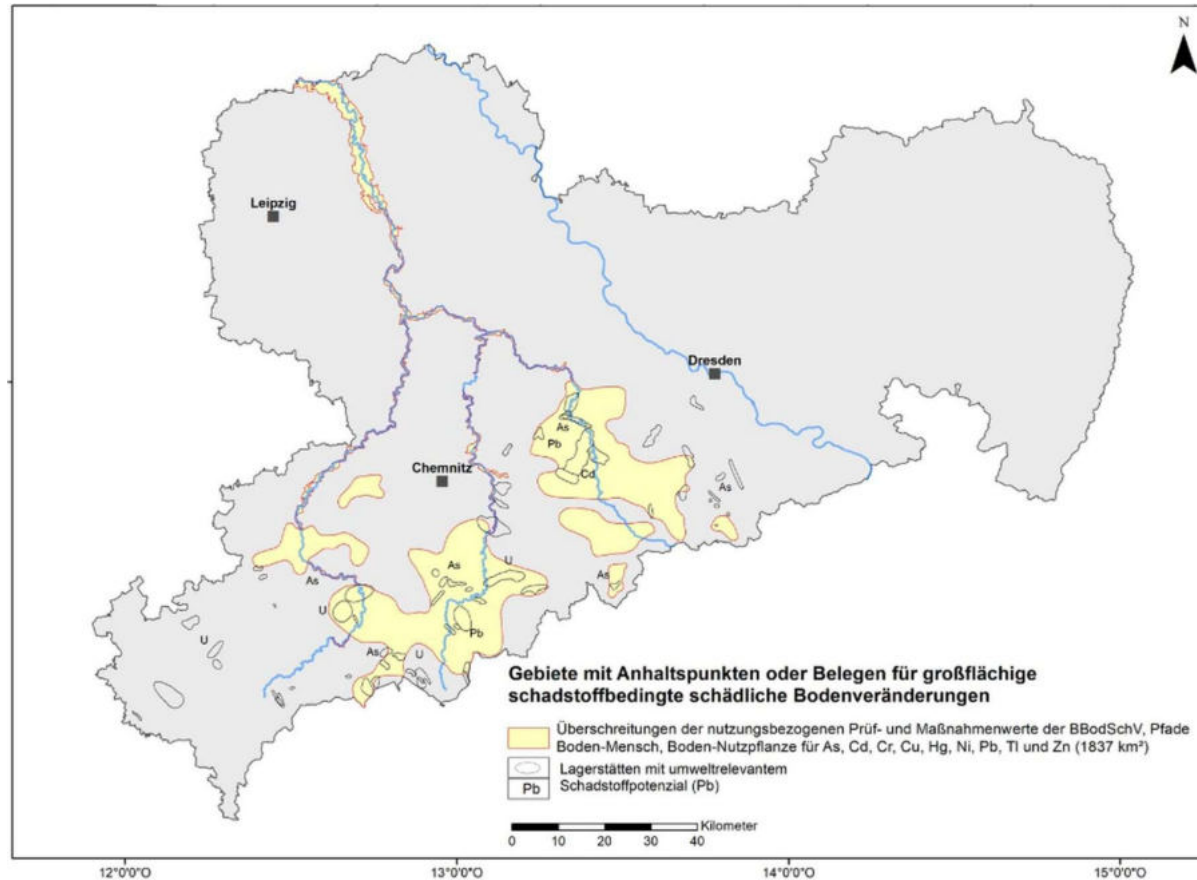 N
Leipzig
Dresden
As
Pb
Chemnitz
Cd
As
U
As
As
As
U
U
Pb
As
U
Gebiete mit Anhaltspunkten oder Belegen für großflächige
schadstoffbedingte schädliche Bodenveränderungen
Überschreitungen der nutzungsbezogenen Prüf- und Maßnahmenwerte der BBodSchV, Pfade
Boden-Mensch, Boden-Nutzpflanze für As, Cd, Cr, Cu, Hg, Ni, Pb, Tl und Zn (1837 km²)
Lagerstätten mit umweltrelevantem
Pb Schadstoffpotenzial (Pb)
Kilometer
0 10 20 30 40
12°0'0"O 13°0'0"O 14°0'0"O 15°0'0"O